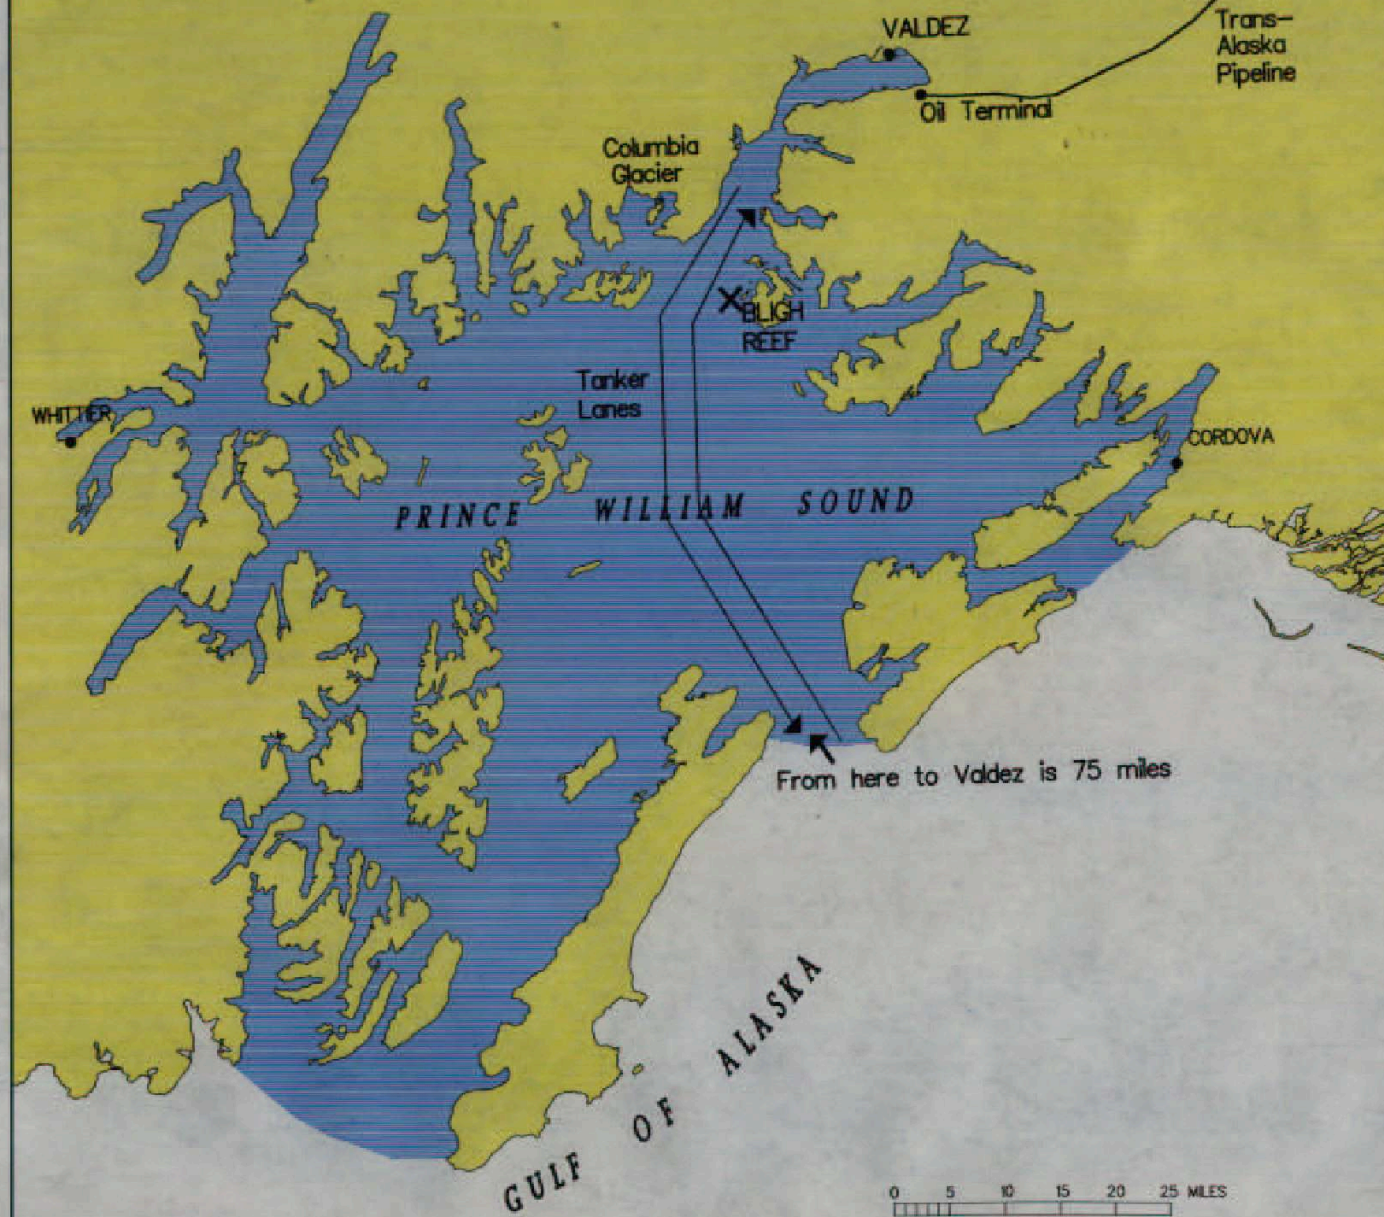 VALDEZ
Trans-
Alaska
Pipeline
Oil Terminal
Columbia
Glacier
BLIGH
REEF
Tanker
Lanes
WHITTIER
CORDOVA
PRINCE WILLIAM SOUND
From here to Valdez is 75 miles
GULF OF ALASKA
0 5 10 15 20 25 MILES